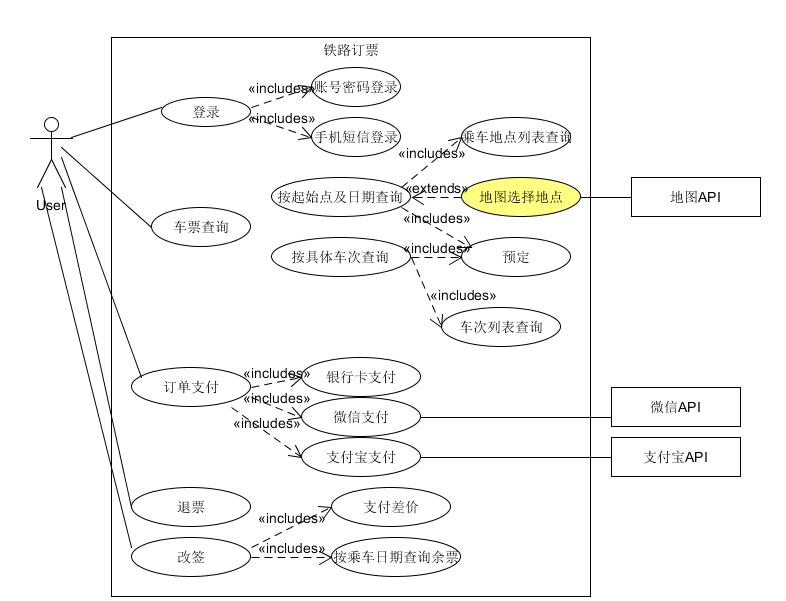 铁路订票
«includes»
账号密码登录
登录
«includes»
手机短信登录
乘车地点列表查询
«includes»
按起始点及日期查询
«extends»
地图选择地点
地图API
User
车票查询
«includes»
按具体车次查询
«includes»
预定
«includes»
车次列表查询
订单支付
«includes»
银行卡支付
«includes»
微信支付
微信API
«includes»
支付宝支付
支付宝API
退票
«includes»
支付差价
改签
«includes»
按乘车日期查询余票